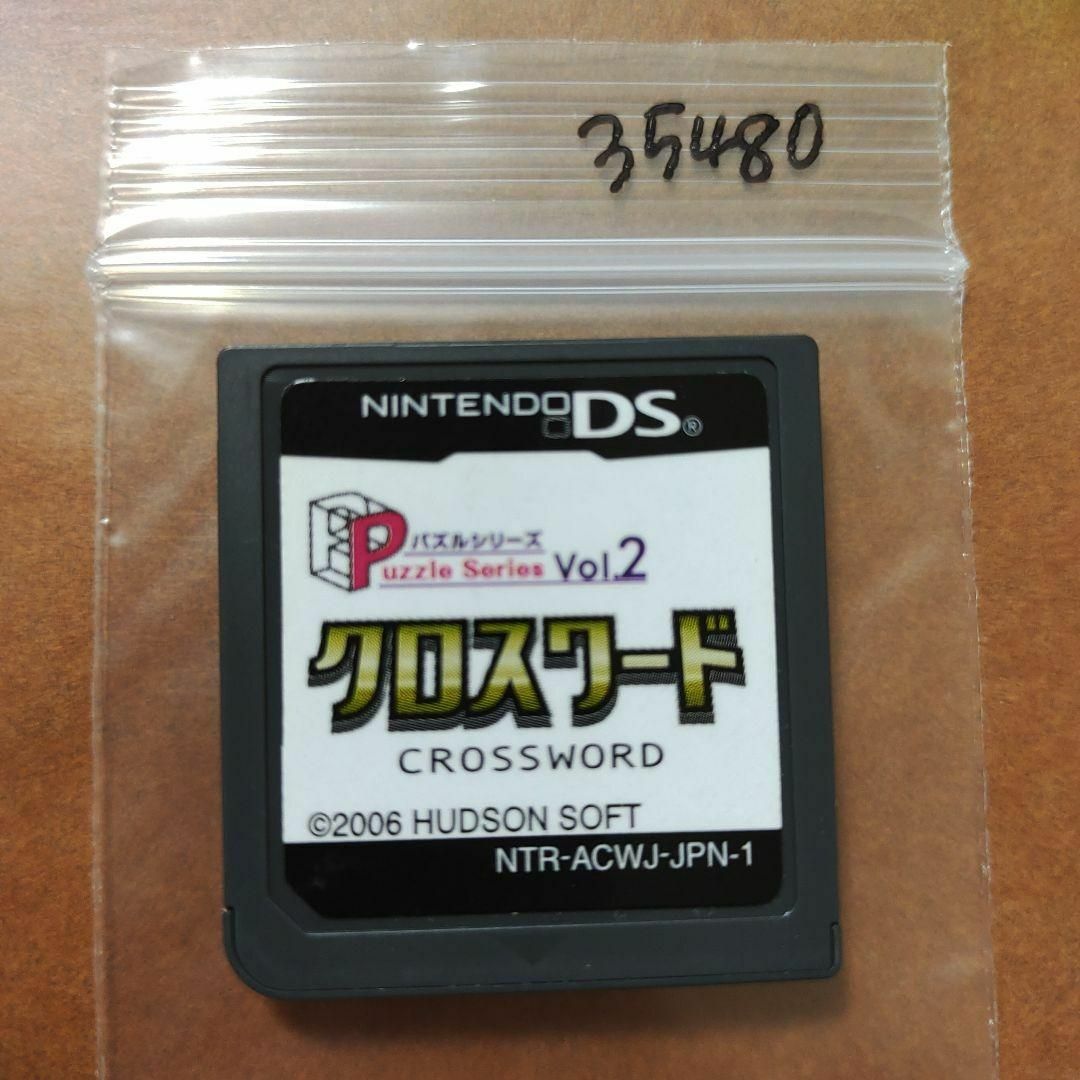 35480
NINTENDO DS®
パズルシリーズ
Puzzle Series Vol.2
クロスワード
CROSSWORD
©2006 HUDSON SOFT
NTR-ACWJ-JPN-1